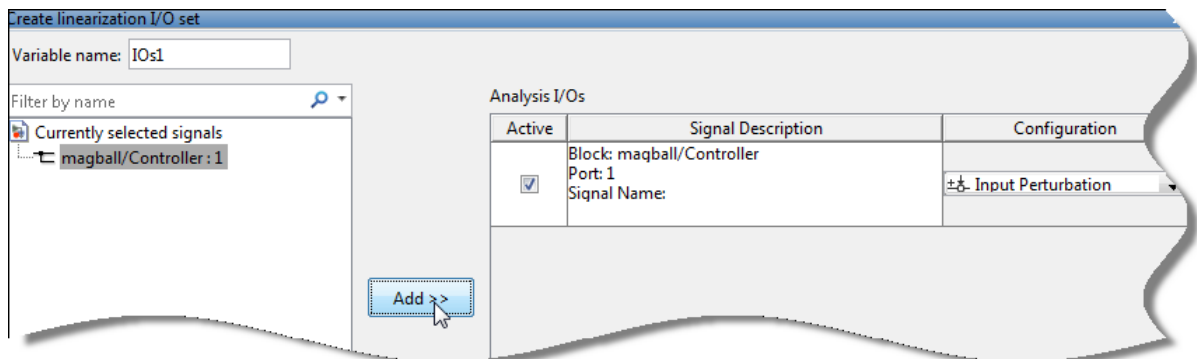 Create linearization I/O set
Variable name: IOs1
Filter by name
Currently selected signals
magball/Controller : 1
Add >>
Analysis I/Os
Active Signal Description Configuration
Block: magball/Controller
Port: 1
Signal Name:
Input Perturbation